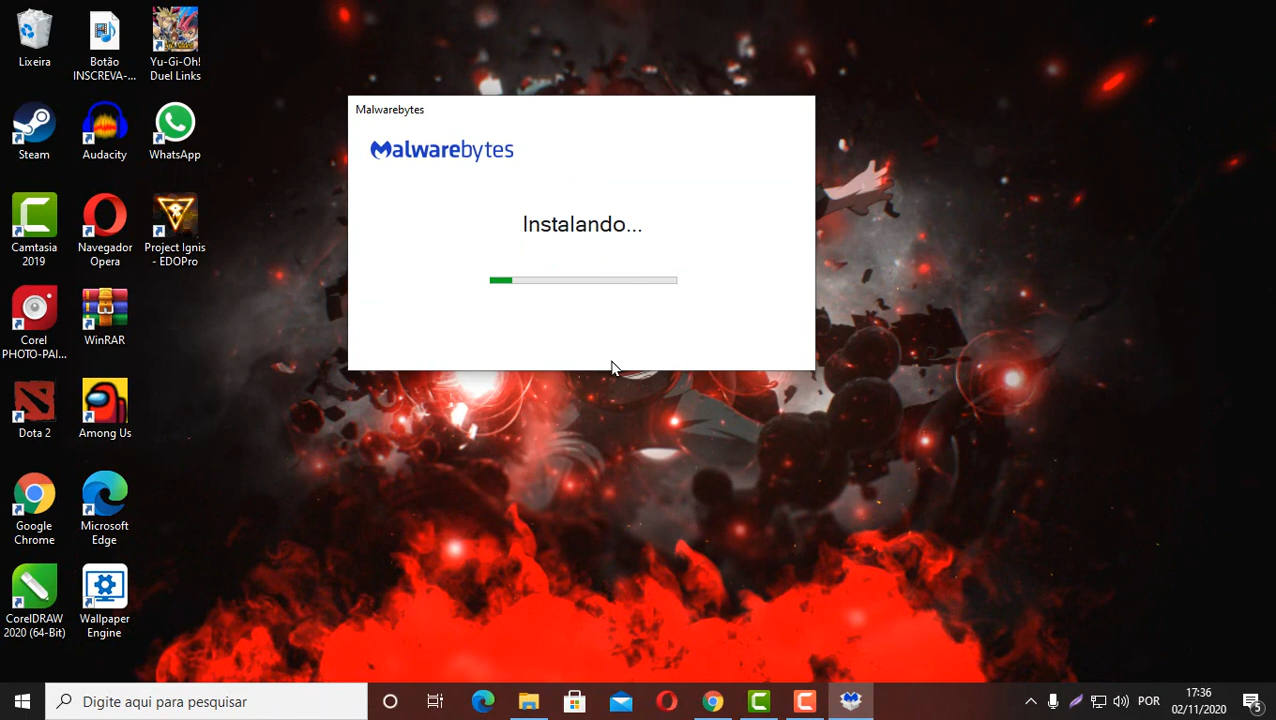 Lixeira
Botão
INSCREVA-...
Yu-Gi-Oh!
Duel Links
Steam
Audacity
WhatsApp
Camtasia
2019
Navegador
Opera
Project Ignis
- EDOPro
Corel
PHOTO-PAI...
WinRAR
Dota 2
Among Us
Google
Chrome
Microsoft
Edge
CorelDRAW
2020 (64-Bit)
Wallpaper
Engine
Malwarebytes
Malwarebytes
Instalando...
Digite aqui para pesquisar
POR
17:36
02/11/2020
5